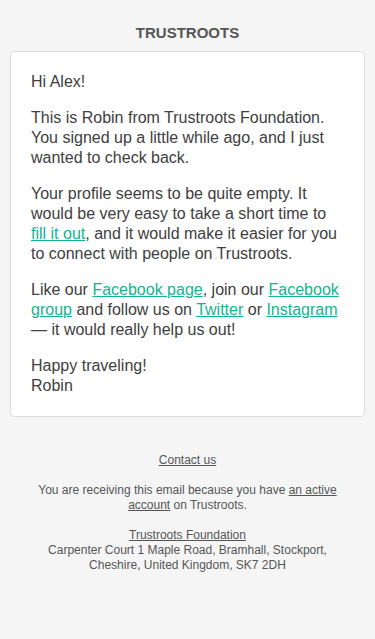 TRUSTROOTS
Hi Alex!
This is Robin from Trustroots Foundation.
You signed up a little while ago, and I just
wanted to check back.
Your profile seems to be quite empty. It
would be very easy to take a short time to
fill it out, and it would make it easier for you
to connect with people on Trustroots.
Like our Facebook page, join our Facebook
group and follow us on Twitter or Instagram
— it would really help us out!
Happy traveling!
Robin
Contact us
You are receiving this email because you have an active
account on Trustroots.
Trustroots Foundation
Carpenter Court 1 Maple Road, Bramhall, Stockport,
Cheshire, United Kingdom, SK7 2DH